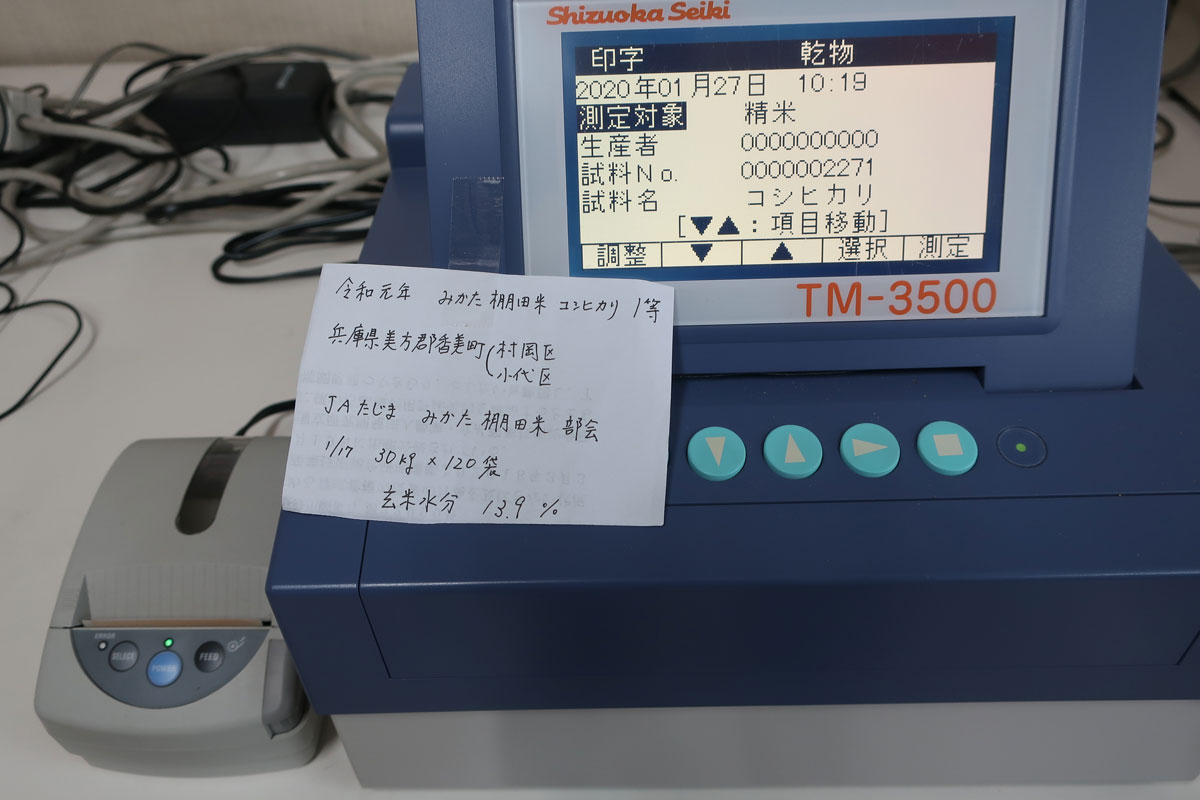 Shizuoka Seiki
印字 乾物
2020年01月27日 10:19
測定対象 精米
生産者 0000000000
試料No. 0000002271
試料名 コシヒカリ
[▼▲:項目移動]
調整 ▼ ▲ 選択 測定
TM-3500
令和元年 みかた棚田米 コシヒカリ 1等
兵庫県美方郡香美町(村岡区
小代区
JAたじま みかた棚田米 部会
1/17 30kg×120袋
玄米水分 13.9%
ERROR
SELECT
POWER
FEED